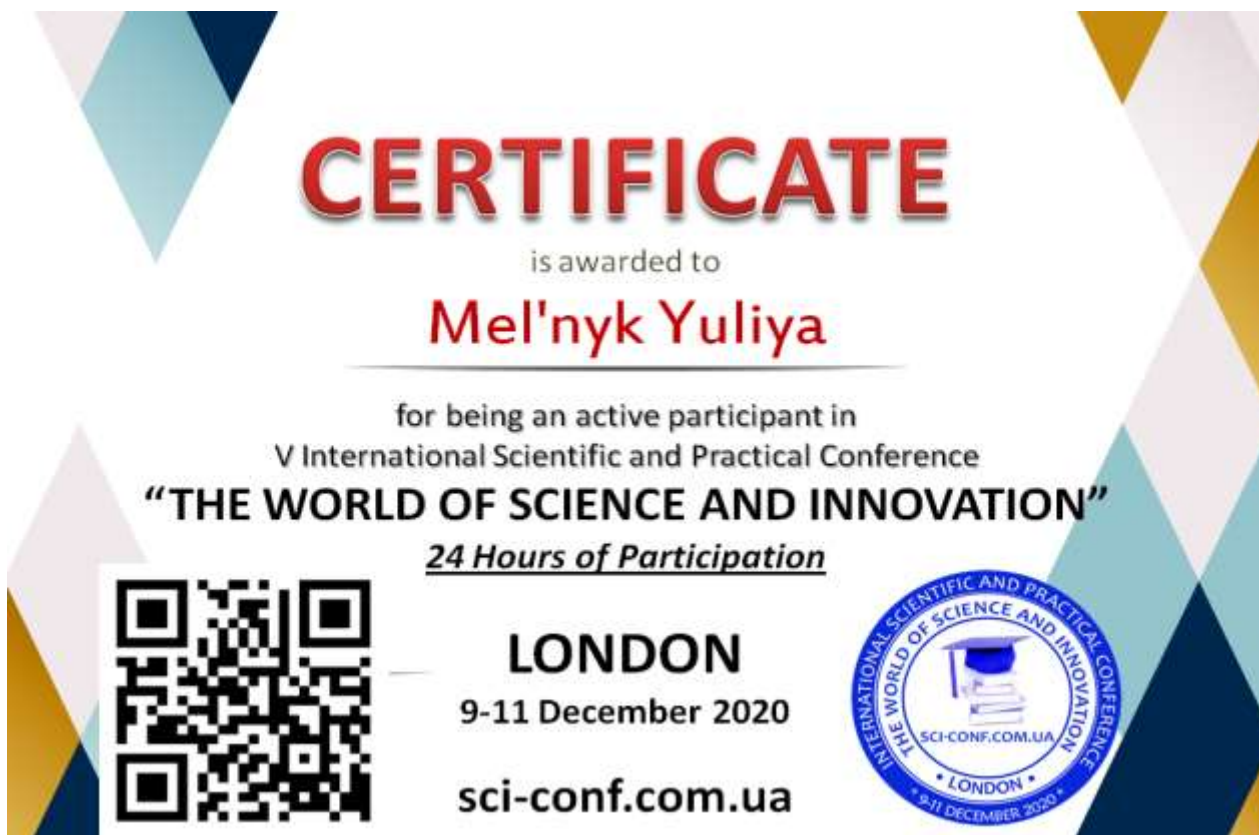 CERTIFICATE
is awarded to
Mel'nyk Yuliya
for being an active participant in
V International Scientific and Practical Conference
“THE WORLD OF SCIENCE AND INNOVATION”
24 Hours of Participation
LONDON
9-11 December 2020
sci-conf.com.ua
INTERNATIONAL SCIENTIFIC AND PRACTICAL CONFERENCE
THE WORLD OF SCIENCE AND INNOVATION
SCI-CONF.COM.UA
• LONDON •
* 9-11 DECEMBER 2020 *